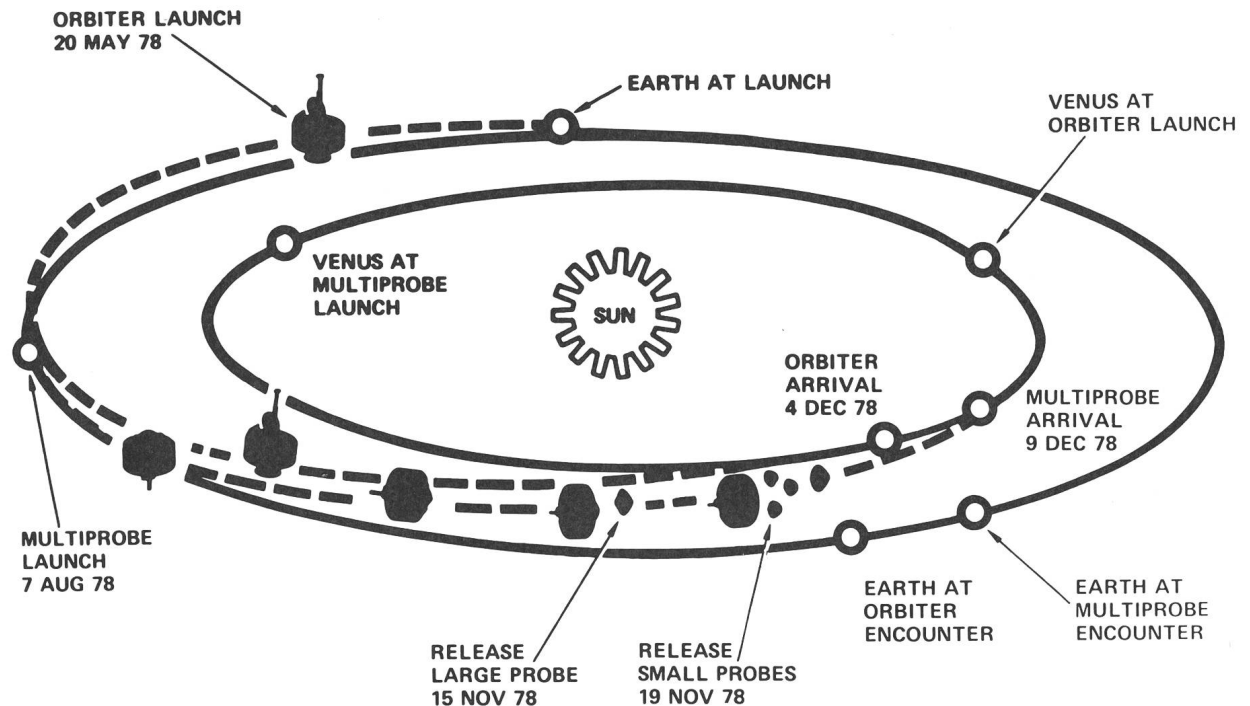 ORBITER LAUNCH
20 MAY 78
EARTH AT LAUNCH
VENUS AT
ORBITER LAUNCH
VENUS AT
MULTIPROBE
LAUNCH
SUN
ORBITER
ARRIVAL
4 DEC 78
MULTIPROBE
ARRIVAL
9 DEC 78
MULTIPROBE
LAUNCH
7 AUG 78
RELEASE
LARGE PROBE
15 NOV 78
RELEASE
SMALL PROBES
19 NOV 78
EARTH AT
ORBITER
ENCOUNTER
EARTH AT
MULTIPROBE
ENCOUNTER